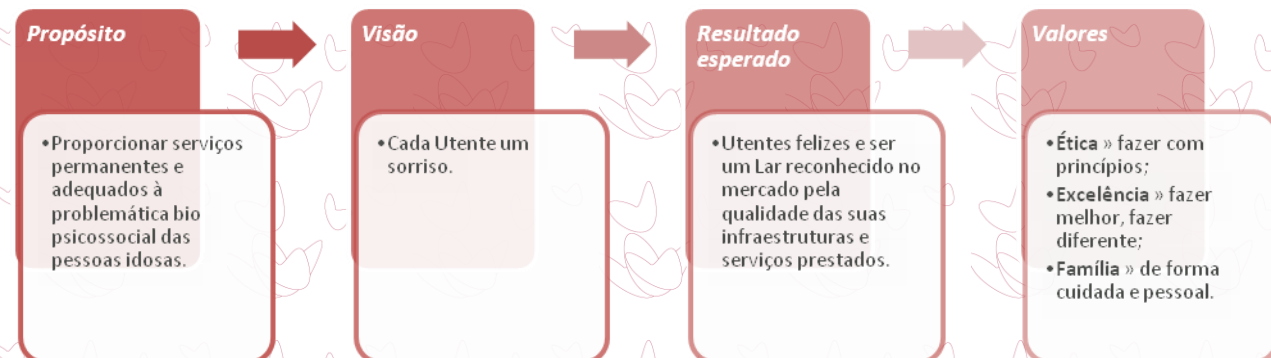 Propósito
•Proporcionar serviços
permanentes e
adequados à
problemática bio
psicossocial das
pessoas idosas.
Visão
•Cada Utente um
sorriso.
Resultado
esperado
•Utentes felizes e ser
um Lar reconhecido no
mercado pela
qualidade das suas
infraestruturas e
serviços prestados.
Valores
•Ética » fazer com
princípios;
•Excelência » fazer
melhor, fazer
diferente;
•Família » de forma
cuidada e pessoal.